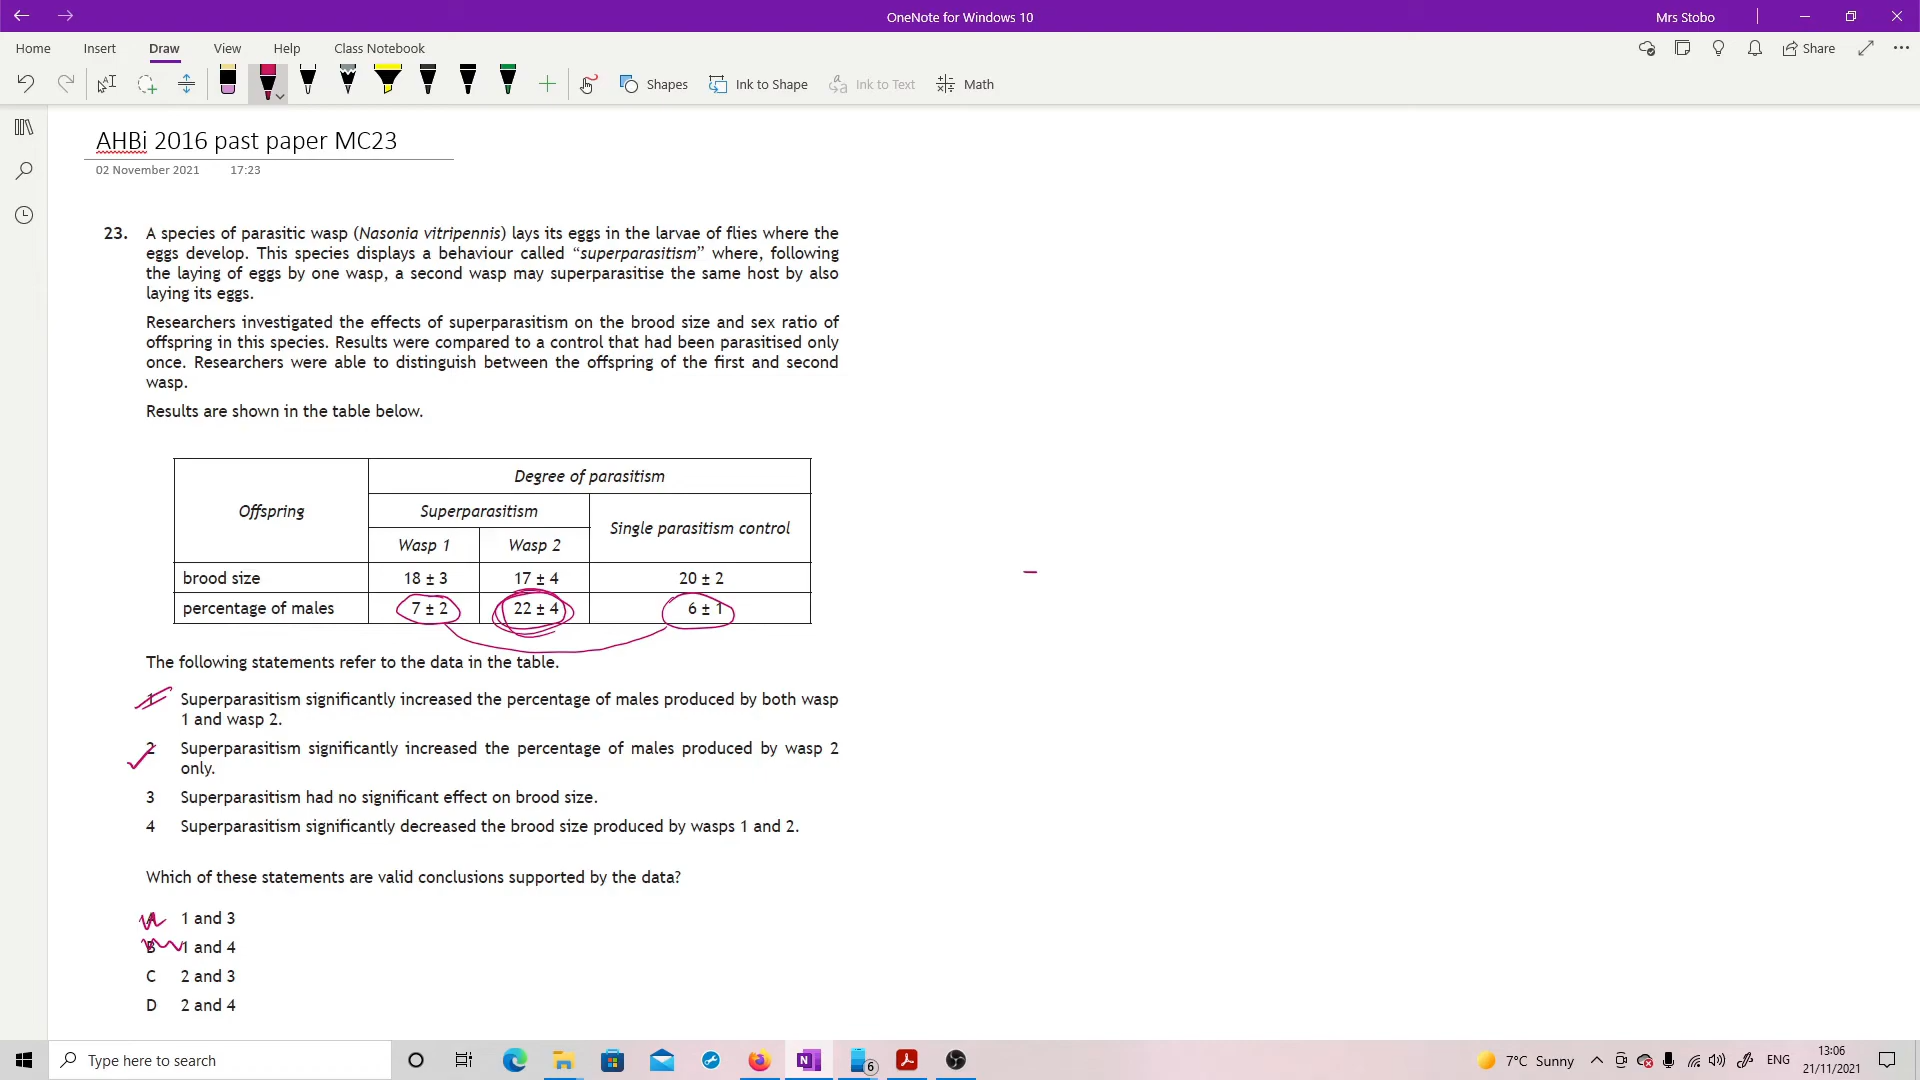 OneNote for Windows 10
Mrs Stobo
Home Insert Draw View Help Class Notebook
Share
Shapes Ink to Shape Ink to Text Math
AHBi 2016 past paper MC23
02 November 2021 17:23
23. A species of parasitic wasp (Nasonia vitripennis) lays its eggs in the larvae of flies where the
eggs develop. This species displays a behaviour called “superparasitism” where, following
the laying of eggs by one wasp, a second wasp may superparasitise the same host by also
laying its eggs.
Researchers investigated the effects of superparasitism on the brood size and sex ratio of
offspring in this species. Results were compared to a control that had been parasitised only
once. Researchers were able to distinguish between the offspring of the first and second
wasp.
Results are shown in the table below.
Degree of parasitism
Offspring Superparasitism Single parasitism control
Wasp 1 Wasp 2
brood size 18 ± 3 17 ± 4 20 ± 2
percentage of males 7 ± 2 22 ± 4 6 ± 1
The following statements refer to the data in the table.
1 Superparasitism significantly increased the percentage of males produced by both wasp
1 and wasp 2.
2 Superparasitism significantly increased the percentage of males produced by wasp 2
only.
3 Superparasitism had no significant effect on brood size.
4 Superparasitism significantly decreased the brood size produced by wasps 1 and 2.
Which of these statements are valid conclusions supported by the data?
A 1 and 3
B 1 and 4
C 2 and 3
D 2 and 4
Type here to search
6
7°C Sunny
ENG
13:06
21/11/2021